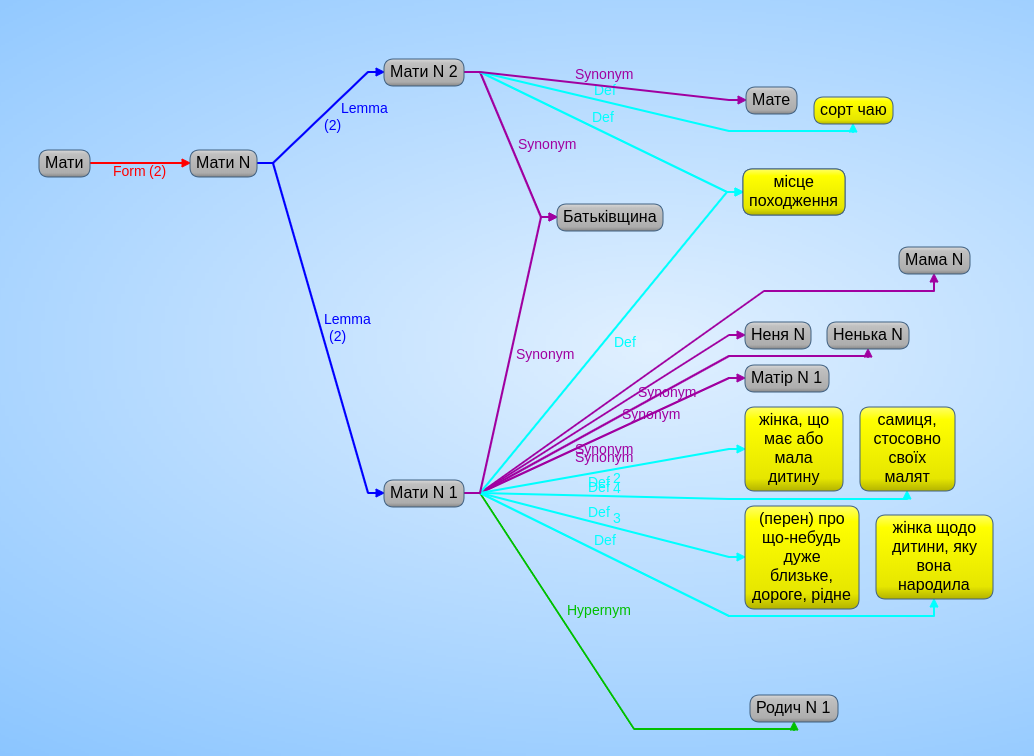 Мати
Form (2)
Мати N
Lemma
(2)
Lemma
(2)
Мати N 2
Мати N 1
Synonym
Def
Def
Synonym
Мате
сорт чаю
місце
походження
Батьківщина
Synonym
Def
Мама N
Неня N
Ненька N
Матір N 1
Synonym
Synonym
Synonym
Synonym
жінка, що
має або
мала
дитину
самиця,
стосовно
своїх
малят
Def 2
Def 4
Def 3
Def
(перен) про
що-небудь
дуже
близьке,
дороге, рідне
жінка щодо
дитини, яку
вона
народила
Hypernym
Родич N 1